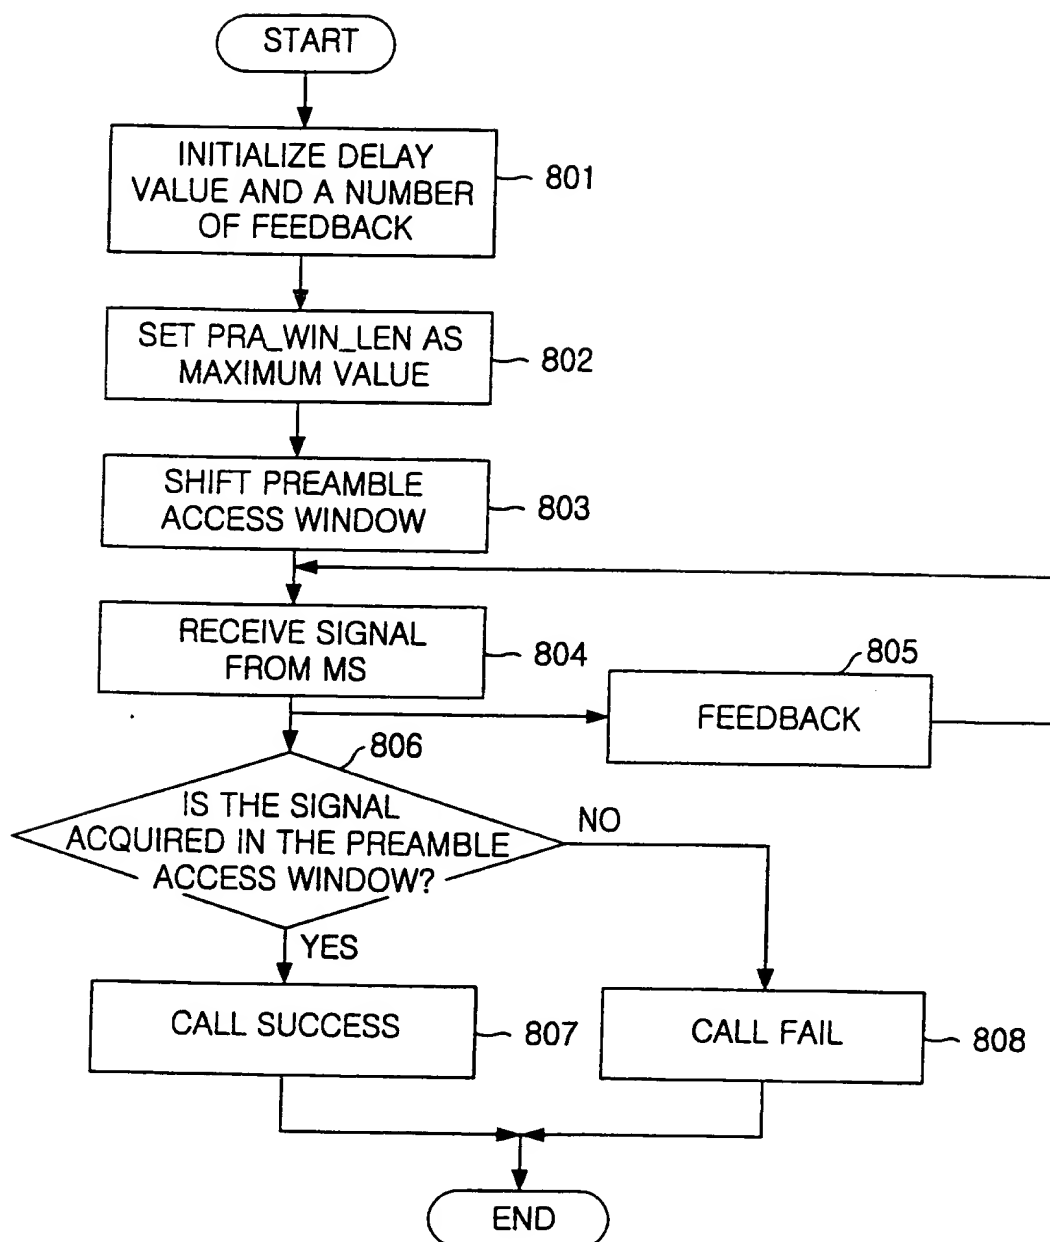 START
INITIALIZE DELAY
VALUE AND A NUMBER
OF FEEDBACK
801
SET PRA_WIN_LEN AS
MAXIMUM VALUE
802
SHIFT PREAMBLE
ACCESS WINDOW
803
RECEIVE SIGNAL
FROM MS
804
805
FEEDBACK
806
IS THE SIGNAL
ACQUIRED IN THE PREAMBLE
ACCESS WINDOW?
NO
YES
CALL SUCCESS
807
CALL FAIL
808
END